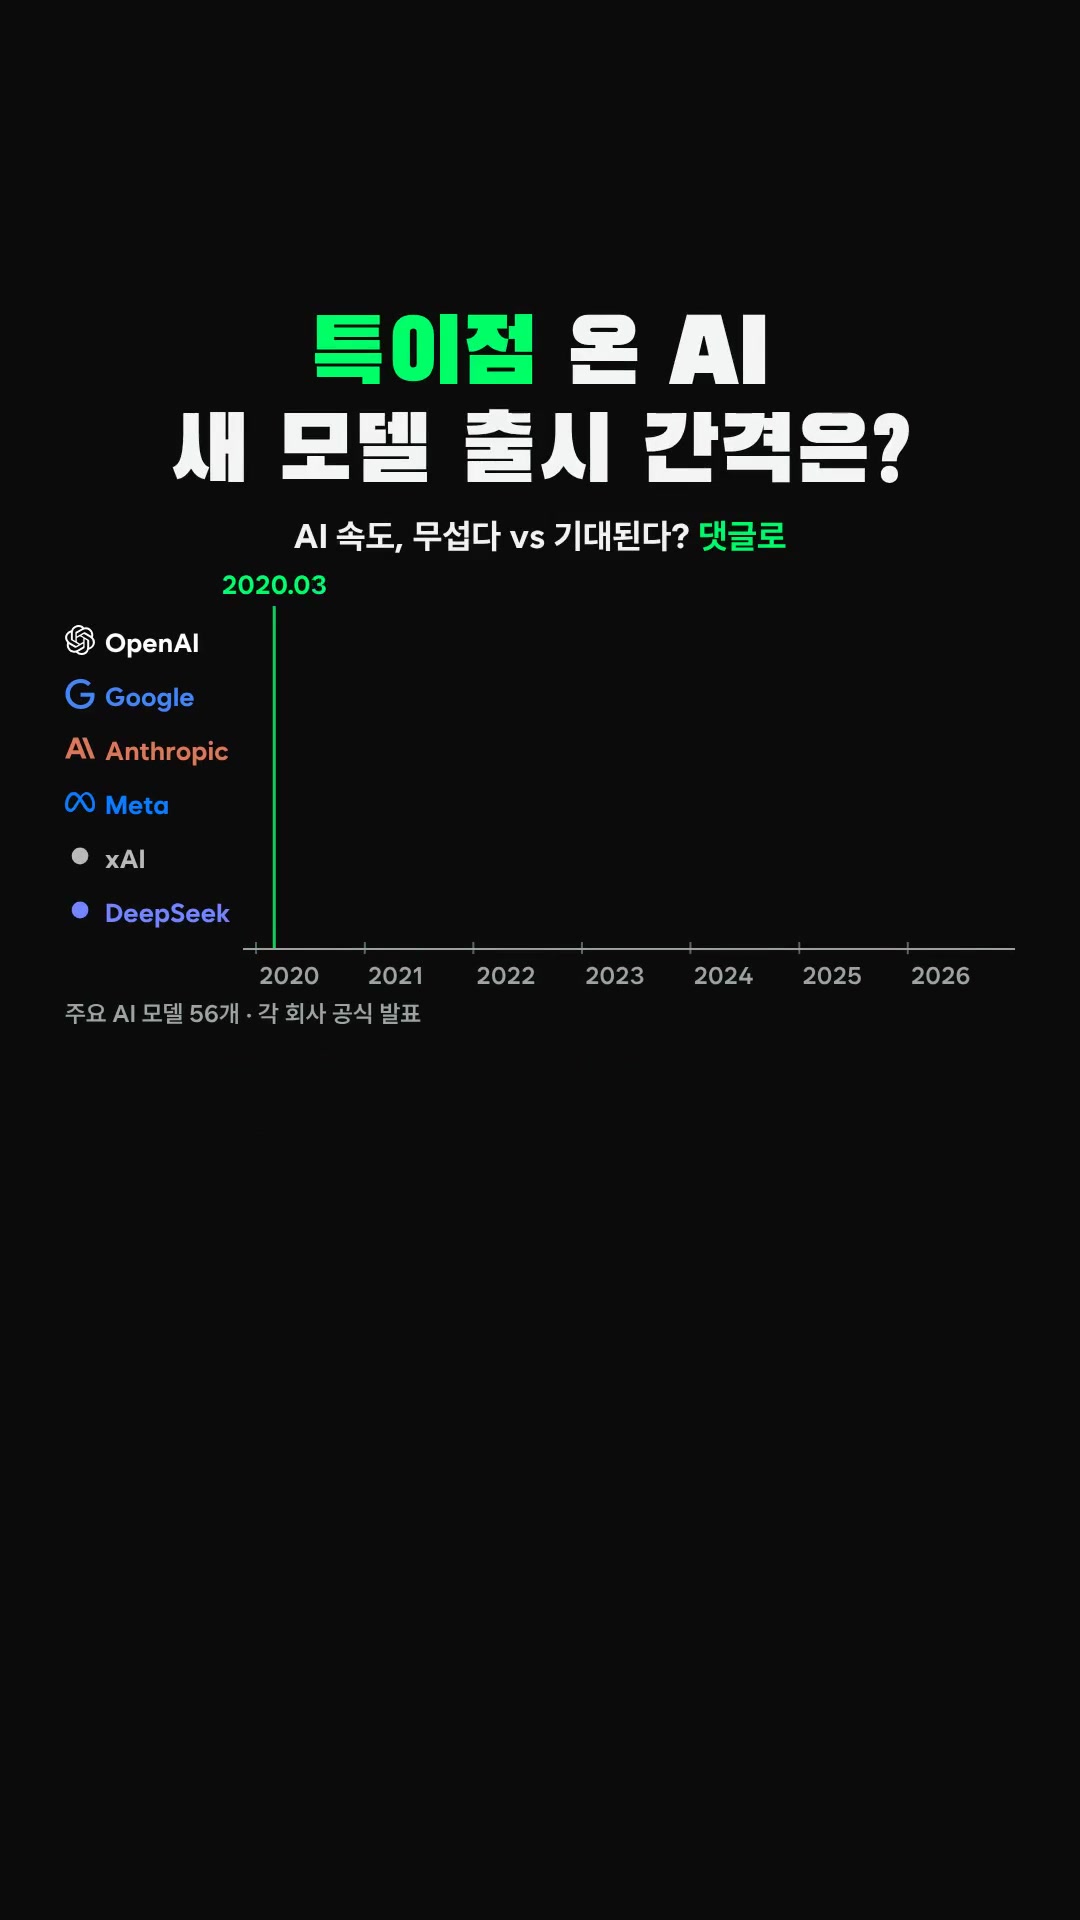 특이점 온 AI
새 모델 출시 간격은?
AI 속도, 무섭다 vs 기대된다? 댓글로
2020.03
OpenAI
Google
Anthropic
Meta
xAI
DeepSeek
2020 2021 2022 2023 2024 2025 2026
주요 AI 모델 56개 · 각 회사 공식 발표